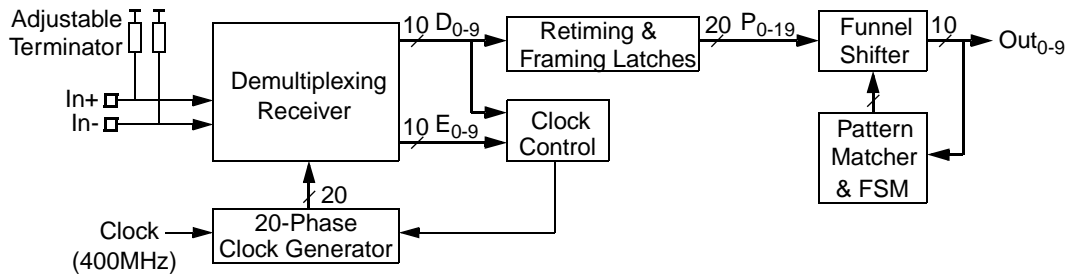 Adjustable
Terminator
In+
In-
Demultiplexing
Receiver
10 D0-9
10 E0-9
Retiming &
Framing Latches
20 P0-19
Funnel
Shifter
10
Out0-9
Clock
Control
Pattern
Matcher
& FSM
20
Clock
(400MHz)
20-Phase
Clock Generator